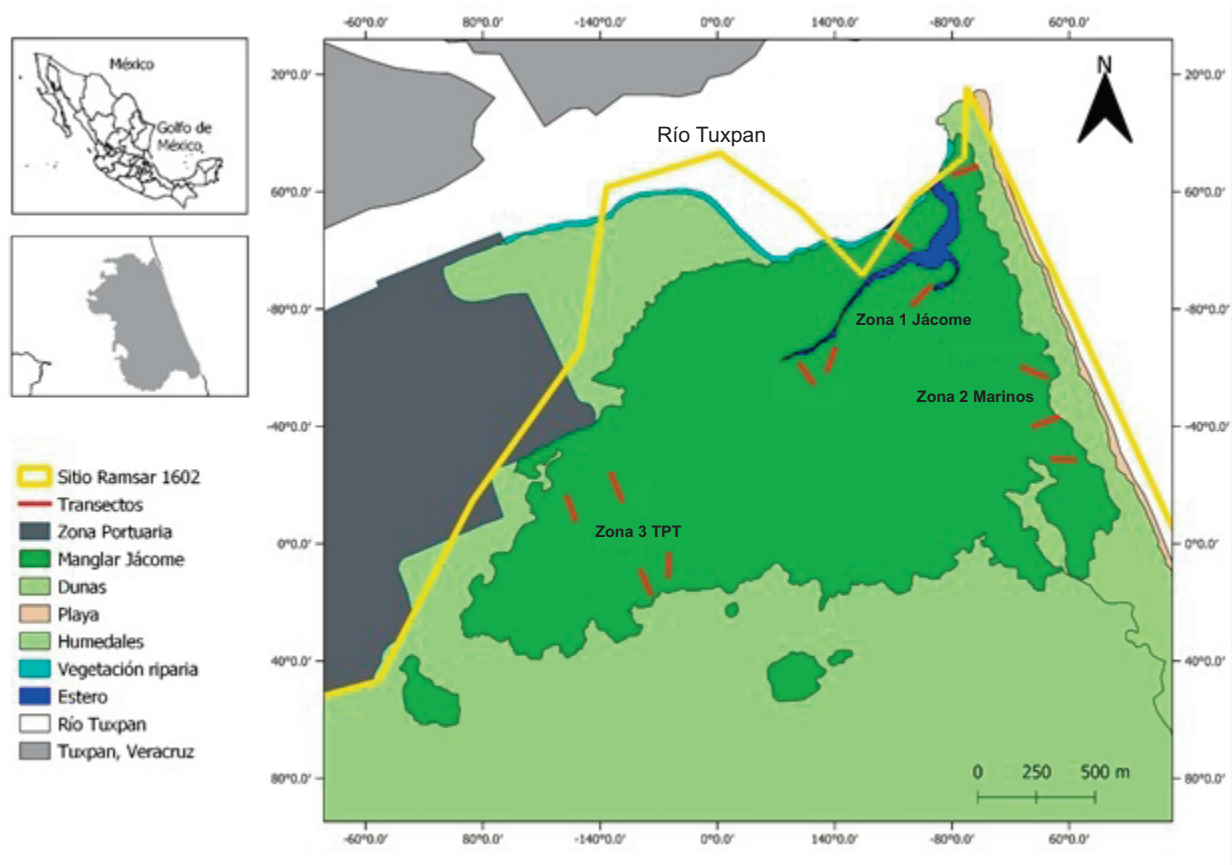 -60°0.0' 80°0.0' -140°0.0' 0°0.0' 140°0.0' -80°0.0' 60°0.0'
México
Golfo de
México
N
20°0.0' 20°0.0'
Río Tuxpan
60°0.0' 60°0.0'
-80°0.0' -80°0.0'
Zona 1 Jácome
Zona 2 Marinos
-40°0.0' -40°0.0'
Sitio Ramsar 1602
Transectos
Zona Portuaria
Manglar Jácome
Dunas
Playa
Humedales
Vegetación riparia
Estero
Río Tuxpan
Tuxpan, Veracruz
Zona 3 TPT
0°0.0' 0°0.0'
40°0.0' 40°0.0'
0 250 500 m
80°0.0' 80°0.0'
-60°0.0' 80°0.0' -140°0.0' 0°0.0' 140°0.0' -80°0.0' 60°0.0'